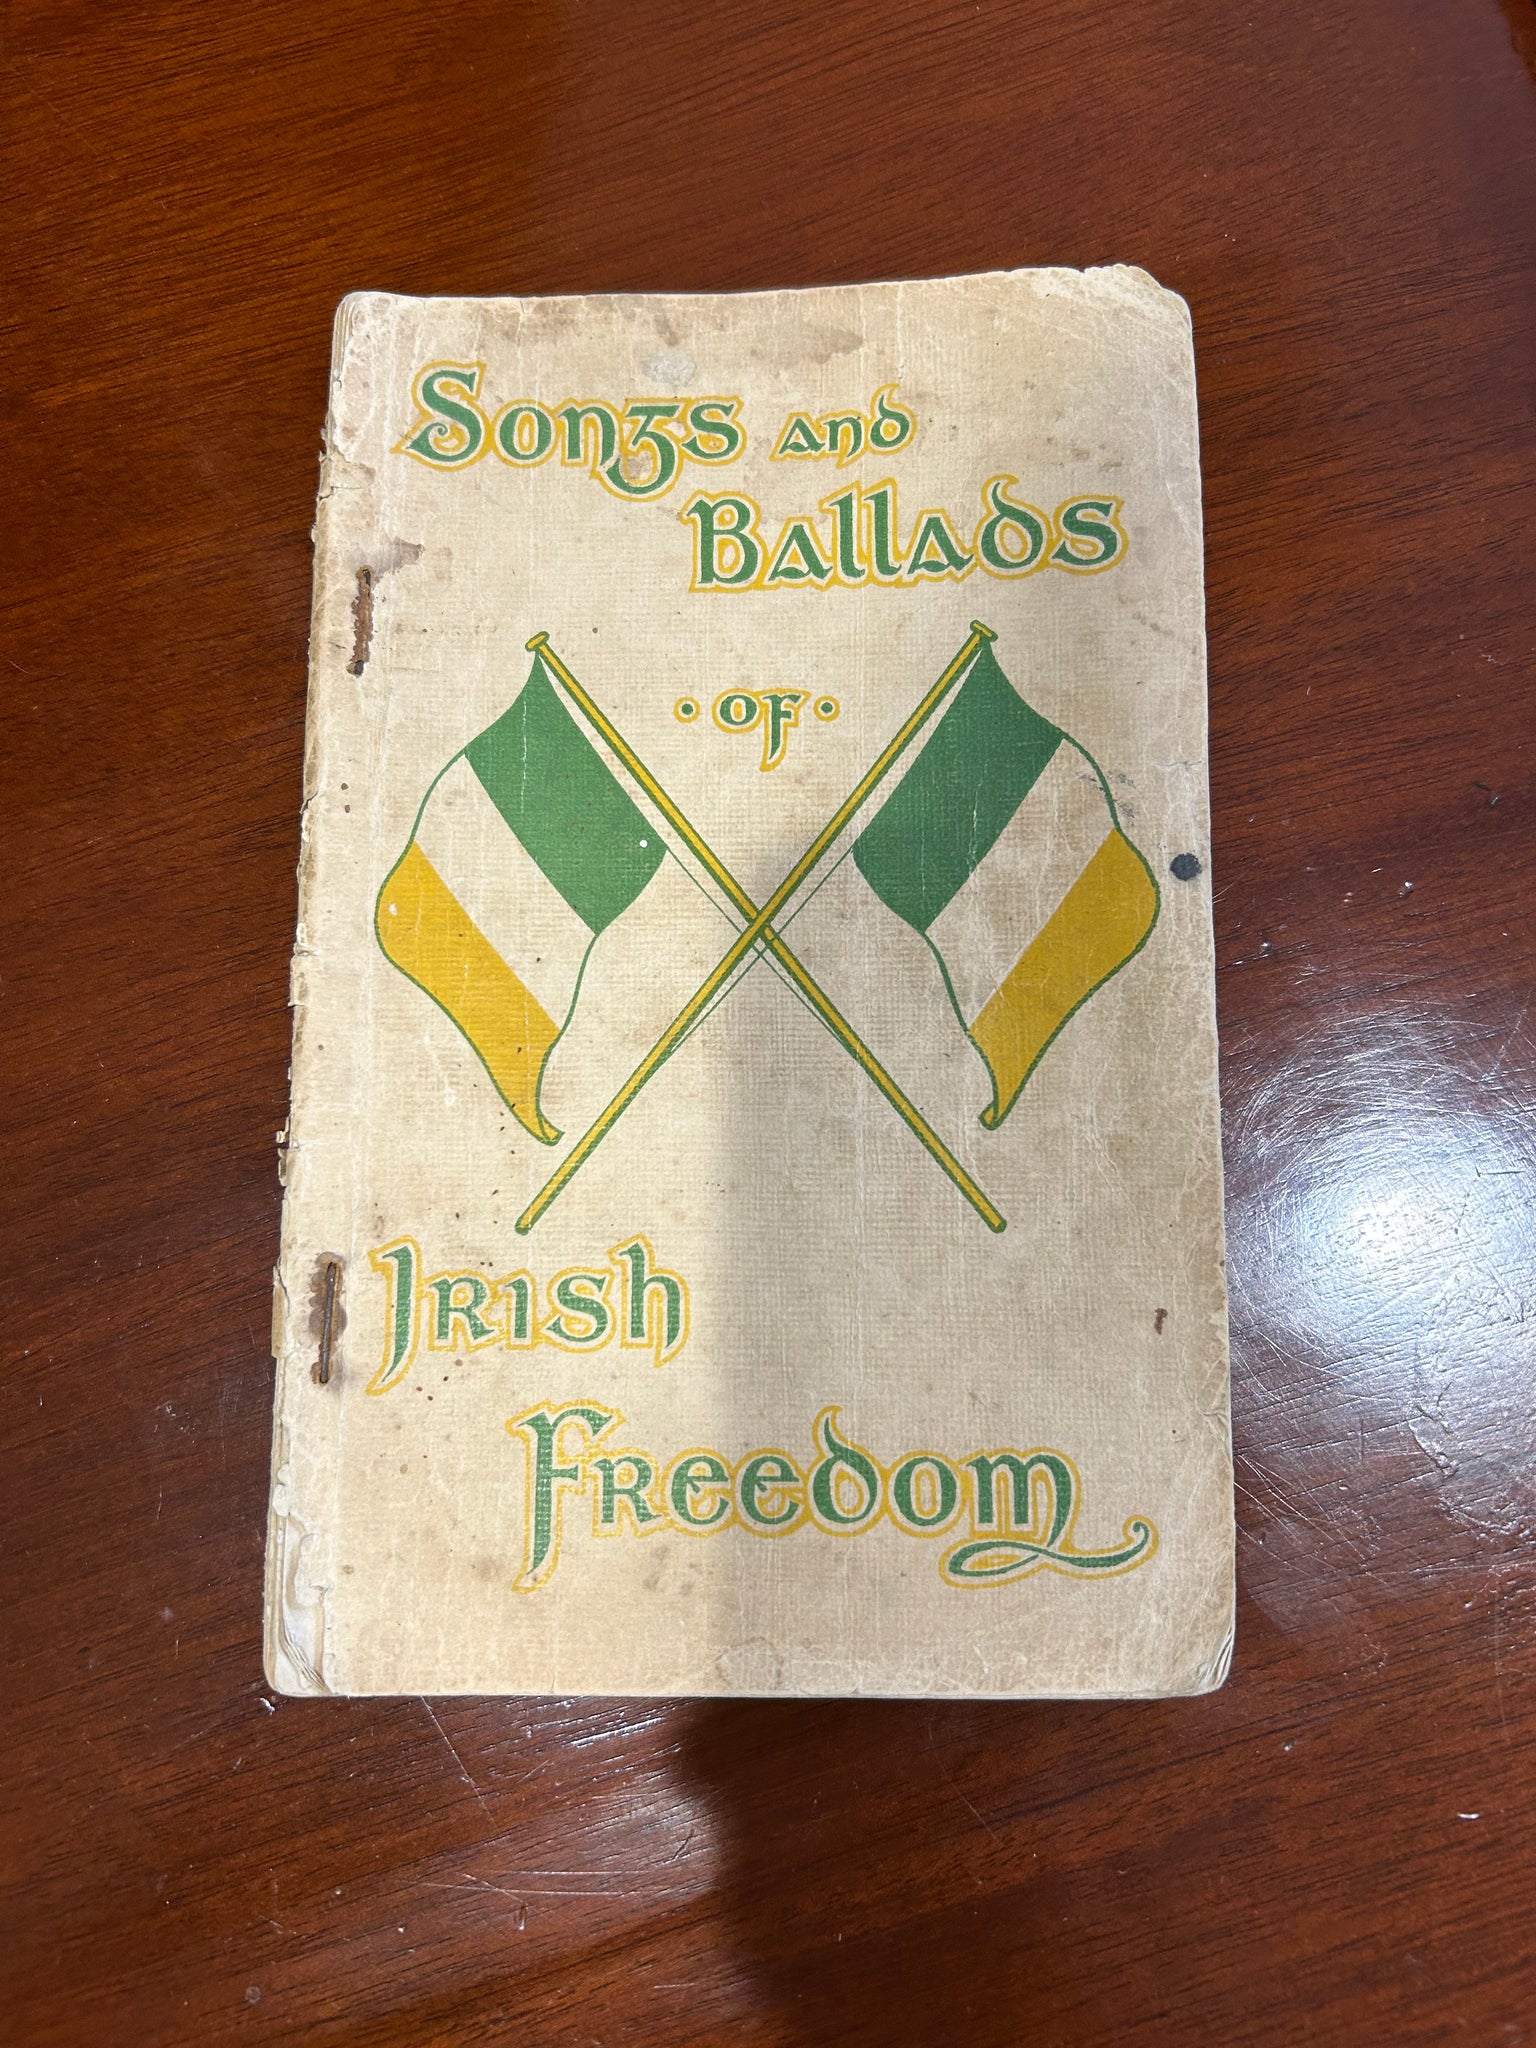 Songs and
Ballads
· of ·
Irish
Freedom